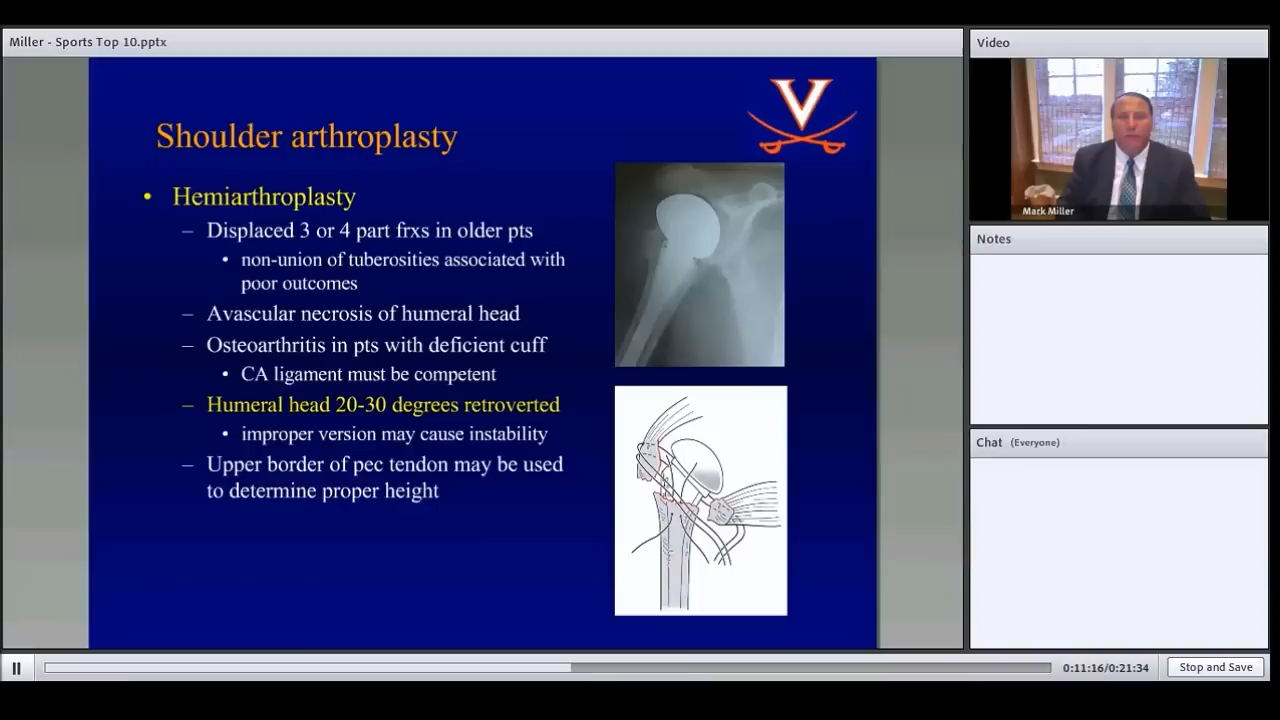 Miller - Sports Top 10.pptx
Shoulder arthroplasty
• Hemiarthroplasty
– Displaced 3 or 4 part frxs in older pts
• non-union of tuberosities associated with
poor outcomes
– Avascular necrosis of humeral head
– Osteoarthritis in pts with deficient cuff
• CA ligament must be competent
– Humeral head 20-30 degrees retroverted
• improper version may cause instability
– Upper border of pec tendon may be used
to determine proper height
V
Video
Mark Miller
Notes
Chat (Everyone)
0:11:16/0:21:34
Stop and Save